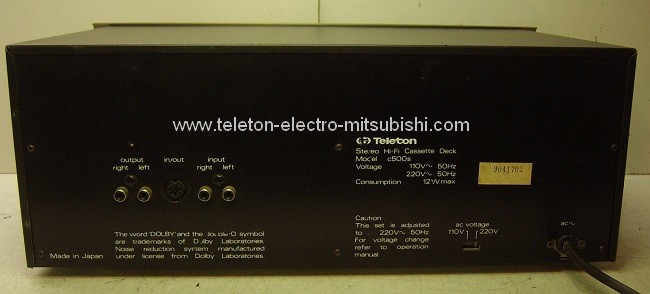 www.teleton-electro-mitsubishi.com
Teleton
Stereo Hi-Fi Cassette Deck
Model c500s
Voltage 110V~ 50Hz
220V~ 50Hz
Consumption 12W max
9041702
output in/out input
right left right left
The word "DOLBY" and the double-D symbol
are trademarks of Dolby Laboratories.
Noise reduction system manufactured
under license from Dolby Laboratories.
Made in Japan
Caution
This set is adjusted
to 220V~ 50Hz.
For voltage change
refer to operation
manual
ac voltage
110V 220V
ac~